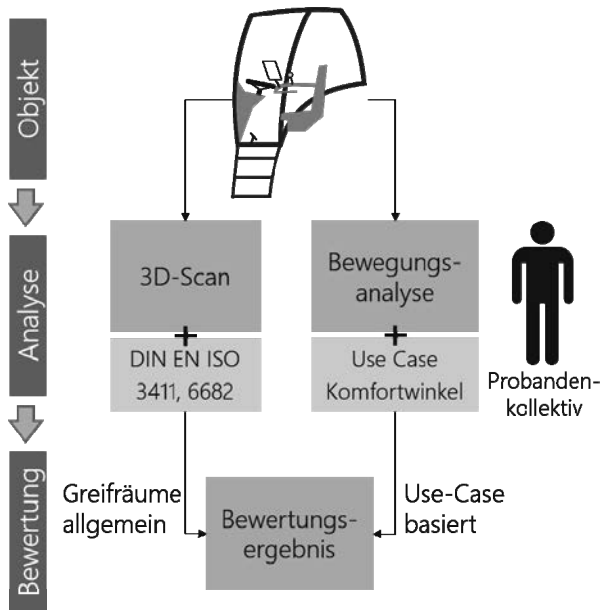 Objekt
Analyse
Bewertung
3D-Scan
+
DIN EN ISO
3411, 6682
Bewegungs-
analyse
+
Use Case
Komfortwinkel
Probanden-
kollektiv
Greifräume
allgemein
Use-Case
basiert
Bewertungs-
ergebnis